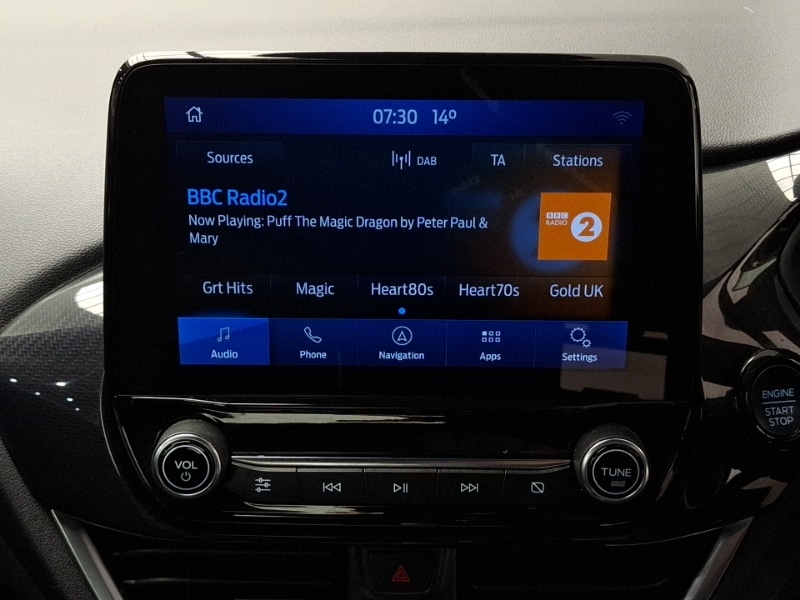 07:30 14°
Sources DAB TA Stations
BBC Radio2
Now Playing: Puff The Magic Dragon by Peter Paul &
Mary
BBC
RADIO 2
Grt Hits Magic Heart80s Heart70s Gold UK
Audio Phone Navigation Apps Settings
ENGINE
START
STOP
VOL TUNE